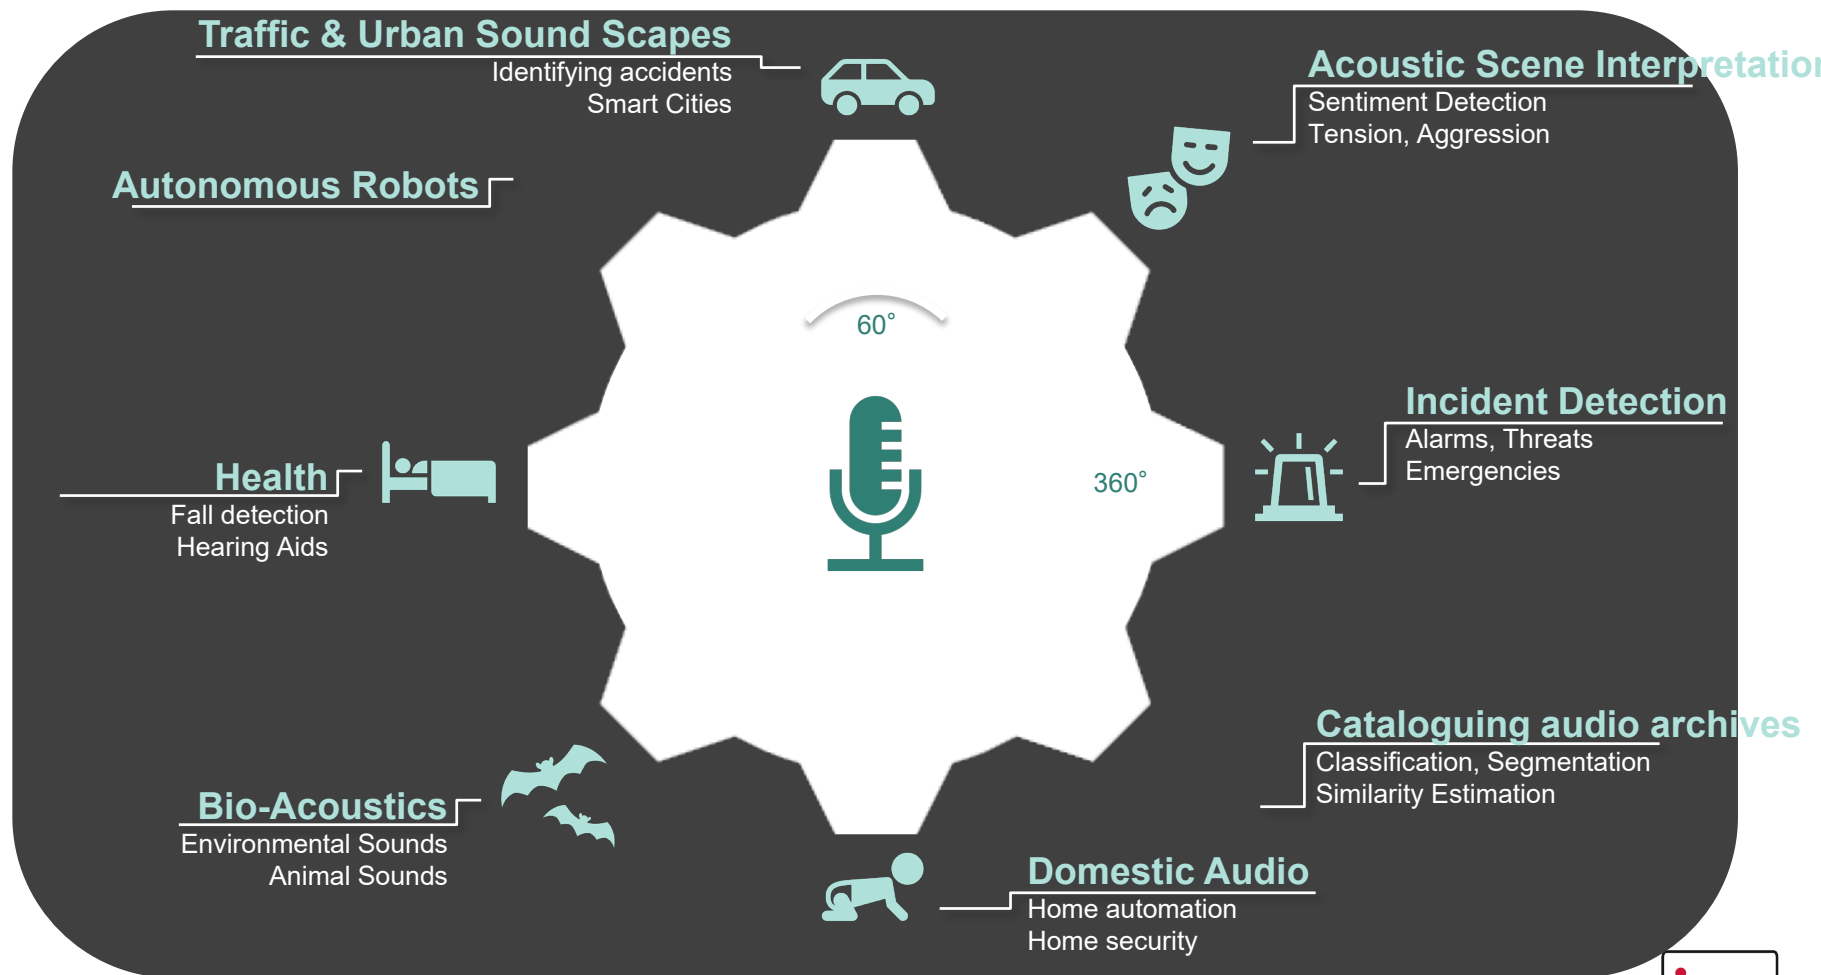 Traffic & Urban Sound Scapes
Identifying accidents
Smart Cities
Acoustic Scene Interpretation
Sentiment Detection
Tension, Aggression
Autonomous Robots
60°
360°
Incident Detection
Alarms, Threats
Emergencies
Health
Fall detection
Hearing Aids
Cataloguing audio archives
Classification, Segmentation
Similarity Estimation
Bio-Acoustics
Environmental Sounds
Animal Sounds
Domestic Audio
Home automation
Home security